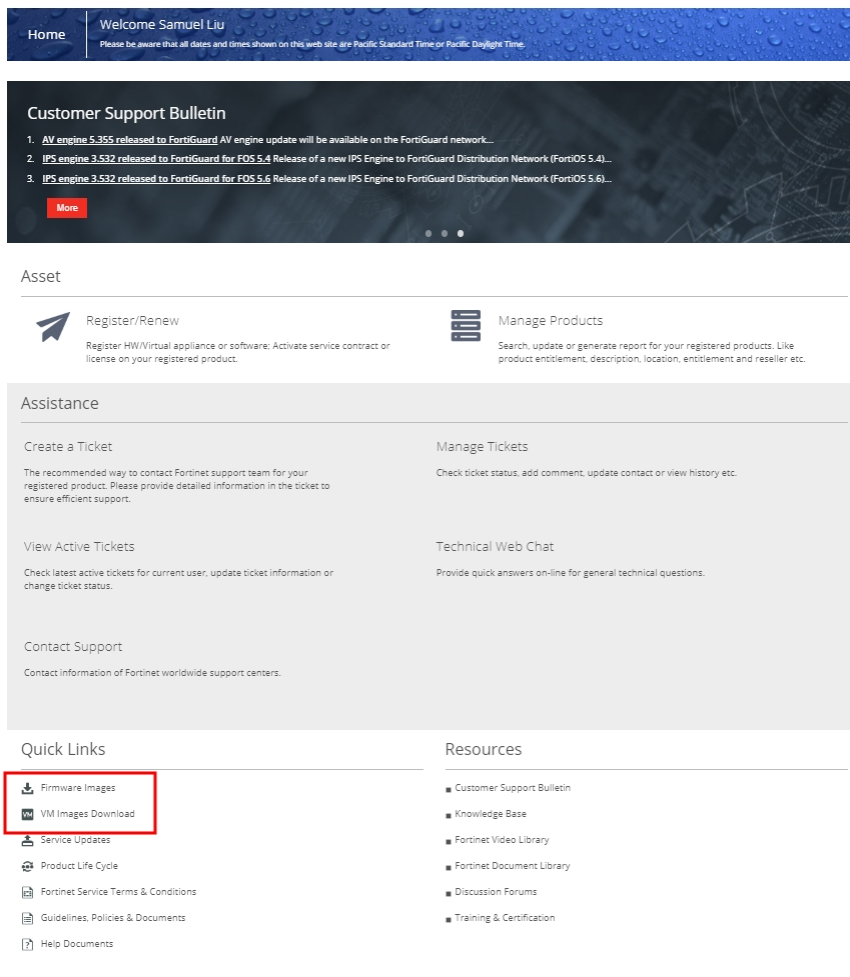 Home
Welcome Samuel Liu
Please be aware that all dates and times shown on this web site are Pacific Standard Time or Pacific Daylight Time.
Customer Support Bulletin
1. AV engine 5.355 released to FortiGuard AV engine update will be available on the FortiGuard network...
2. IPS engine 3.532 released to FortiGuard for FOS 5.4 Release of a new IPS Engine to FortiGuard Distribution Network (FortiOS 5.4)...
3. IPS engine 3.532 released to FortiGuard for FOS 5.6 Release of a new IPS Engine to FortiGuard Distribution Network (FortiOS 5.6)...
More
Asset
Register/Renew
Register HW/Virtual appliance or software; Activate service contract or
license on your registered product.
Manage Products
Search, update or generate report for your registered products. Like
product entitlement, description, location, entitlement and reseller etc.
Assistance
Create a Ticket
The recommended way to contact Fortinet support team for your
registered product. Please provide detailed information in the ticket to
ensure efficient support.
Manage Tickets
Check ticket status, add comment, update contact or view history etc.
View Active Tickets
Check latest active tickets for current user, update ticket information or
change ticket status.
Technical Web Chat
Provide quick answers on-line for general technical questions.
Contact Support
Contact information of Fortinet worldwide support centers.
Quick Links
Firmware Images
VM VM Images Download
Service Updates
Product Life Cycle
Fortinet Service Terms & Conditions
Guidelines, Policies & Documents
? Help Documents
Resources
Customer Support Bulletin
Knowledge Base
Fortinet Video Library
Fortinet Document Library
Discussion Forums
Training & Certification